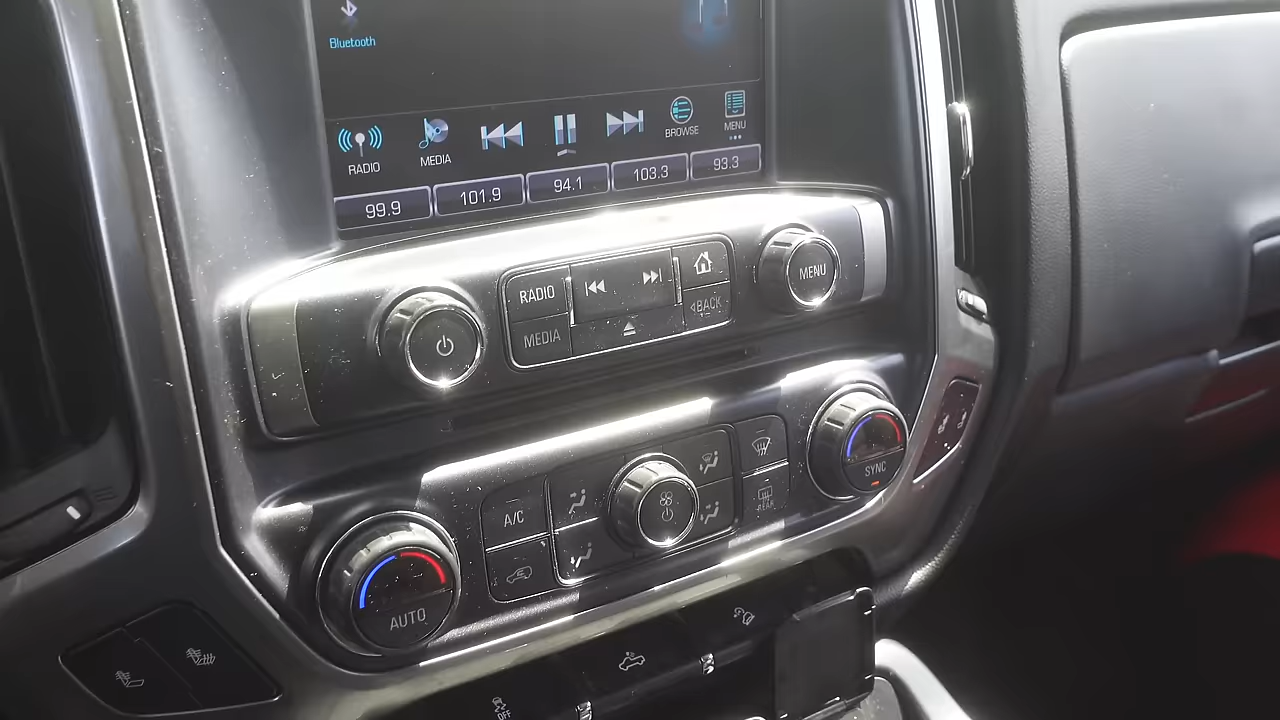 Bluetooth
RADIO
MEDIA
BROWSE
MENU
99.9
101.9
94.1
103.3
93.3
RADIO
MEDIA
BACK
MENU
A/C
REAR
AUTO
SYNC
OFF